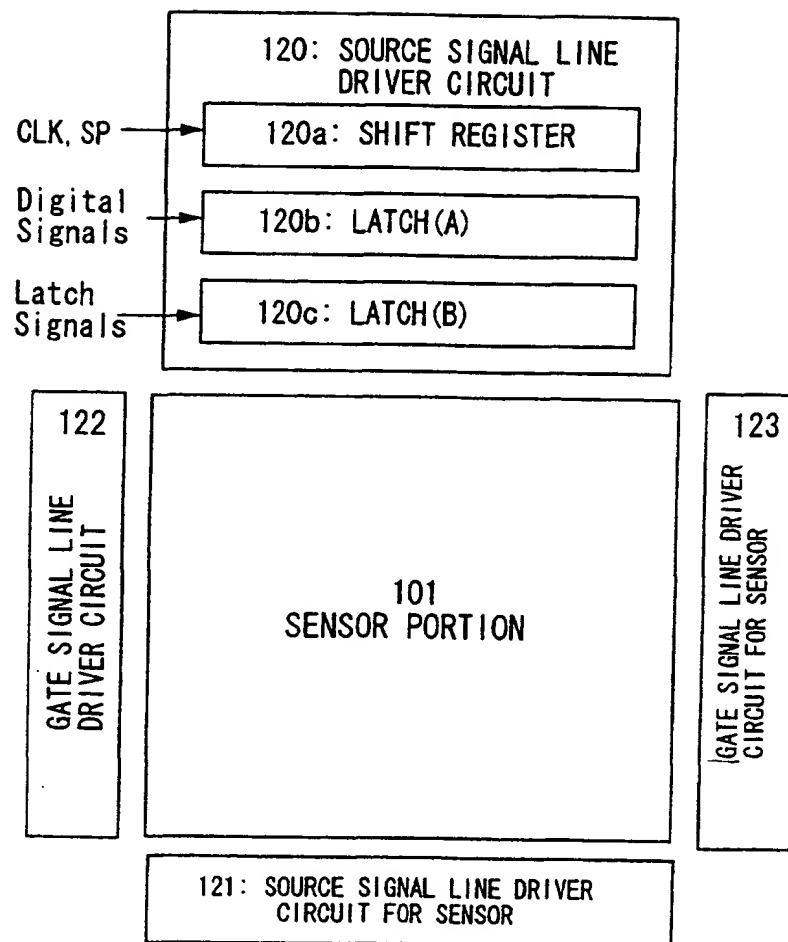 120: SOURCE SIGNAL LINE
DRIVER CIRCUIT
CLK, SP
120a: SHIFT REGISTER
Digital
Signals
120b: LATCH(A)
Latch
Signals
120c: LATCH(B)
122
GATE SIGNAL LINE
DRIVER CIRCUIT
101
SENSOR PORTION
123
GATE SIGNAL LINE DRIVER
CIRCUIT FOR SENSOR
121: SOURCE SIGNAL LINE DRIVER
CIRCUIT FOR SENSOR